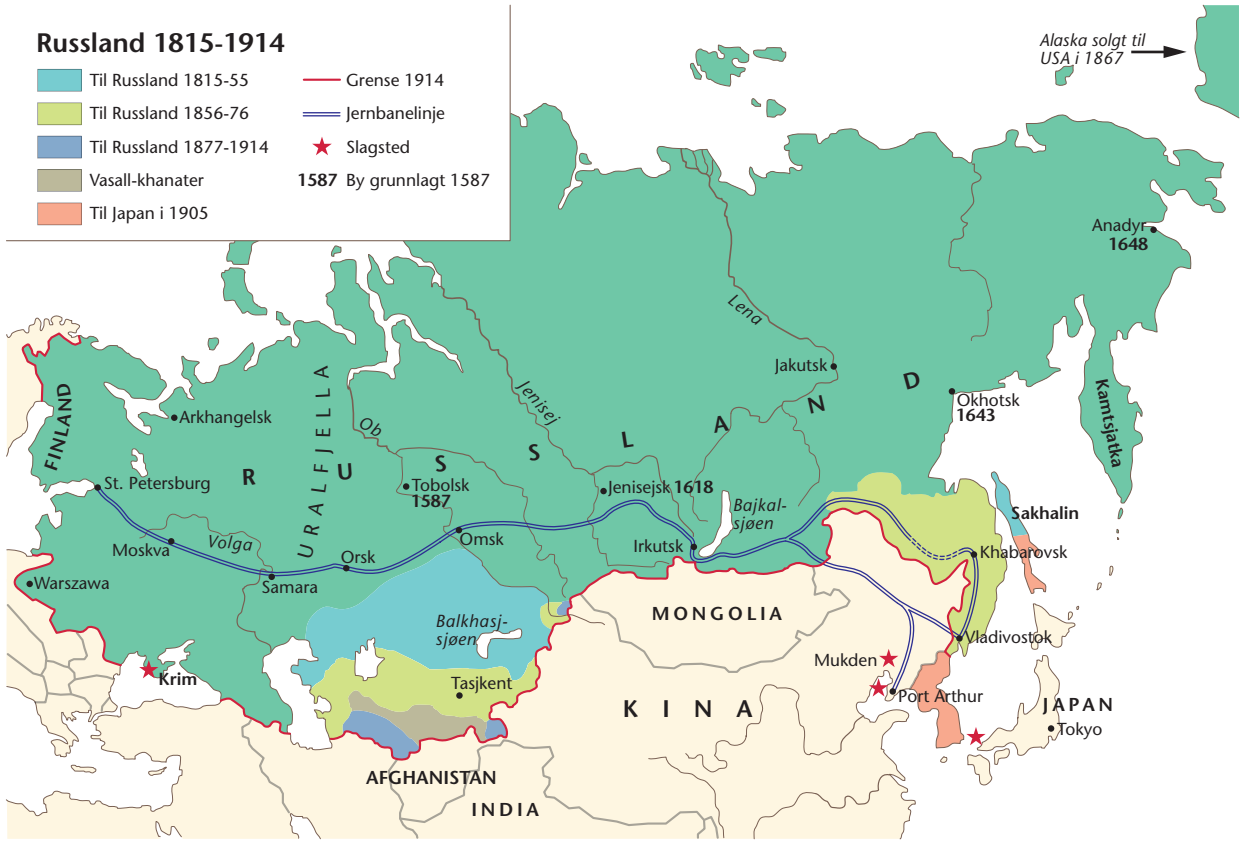 Russland 1815-1914
Til Russland 1815-55
Til Russland 1856-76
Til Russland 1877-1914
Vasall-khanater
Til Japan i 1905
Grense 1914
Jernbanelinje
Slagsted
1587 By grunnlagt 1587
Alaska solgt til
USA i 1867
Anadyr
1648
Lena
Jakutsk
Okhotsk
1643
Kamtsjatka
FINLAND
Arkhangelsk
URALFJELLA
Ob
Jenisej
RUSSLAND
St. Petersburg
Tobolsk
1587
Jenisejsk 1618
Bajkal-
sjøen
Sakhalin
Moskva
Volga
Orsk
Omsk
Irkutsk
Khabarovsk
Warszawa
Samara
Balkhasj-
sjøen
MONGOLIA
Vladivostok
Krim
Tasjkent
Mukden
Port Arthur
KINA
JAPAN
Tokyo
AFGHANISTAN
INDIA